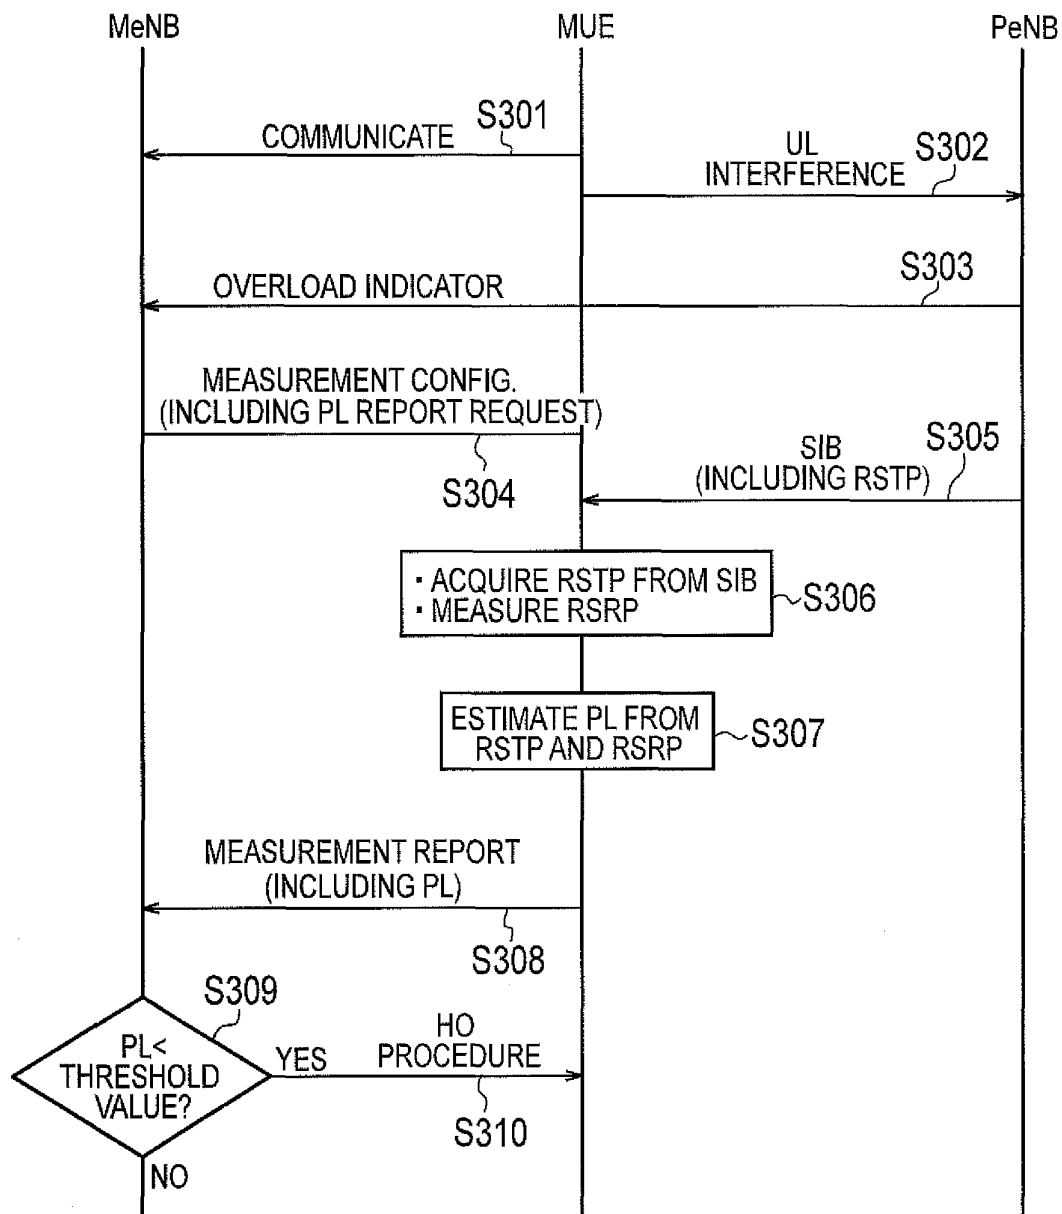 MeNB
MUE
PeNB
COMMUNICATE
S301
UL
INTERFERENCE
S302
OVERLOAD INDICATOR
S303
MEASUREMENT CONFIG.
(INCLUDING PL REPORT REQUEST)
S304
SIB
(INCLUDING RSTP)
S305
・ACQUIRE RSTP FROM SIB
・MEASURE RSRP
S306
ESTIMATE PL FROM
RSTP AND RSRP
S307
MEASUREMENT REPORT
(INCLUDING PL)
S308
S309
PL<
THRESHOLD
VALUE?
YES
HO
PROCEDURE
S310
NO